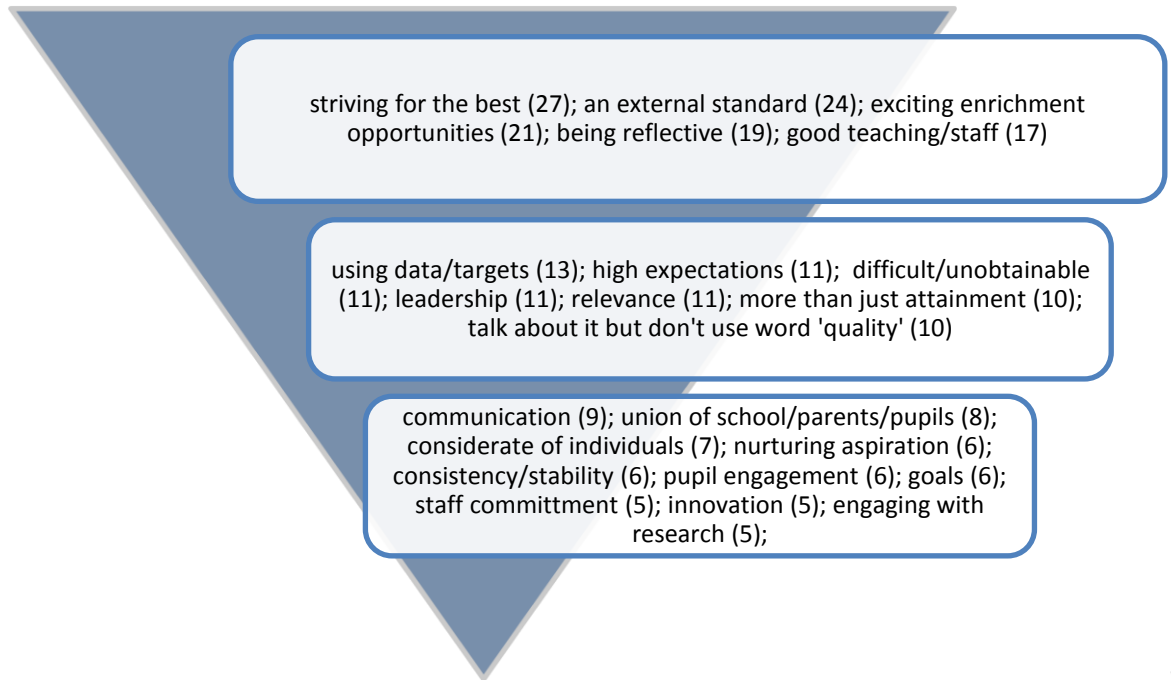 striving for the best (27); an external standard (24); exciting enrichment
opportunities (21); being reflective (19); good teaching/staff (17)
using data/targets (13); high expectations (11);  difficult/unobtainable
(11); leadership (11); relevance (11); more than just attainment (10);
talk about it but don't use word 'quality' (10)
communication (9); union of school/parents/pupils (8);
considerate of individuals (7); nurturing aspiration (6);
consistency/stability (6); pupil engagement (6); goals (6);
staff committment (5); innovation (5); engaging with
research (5);